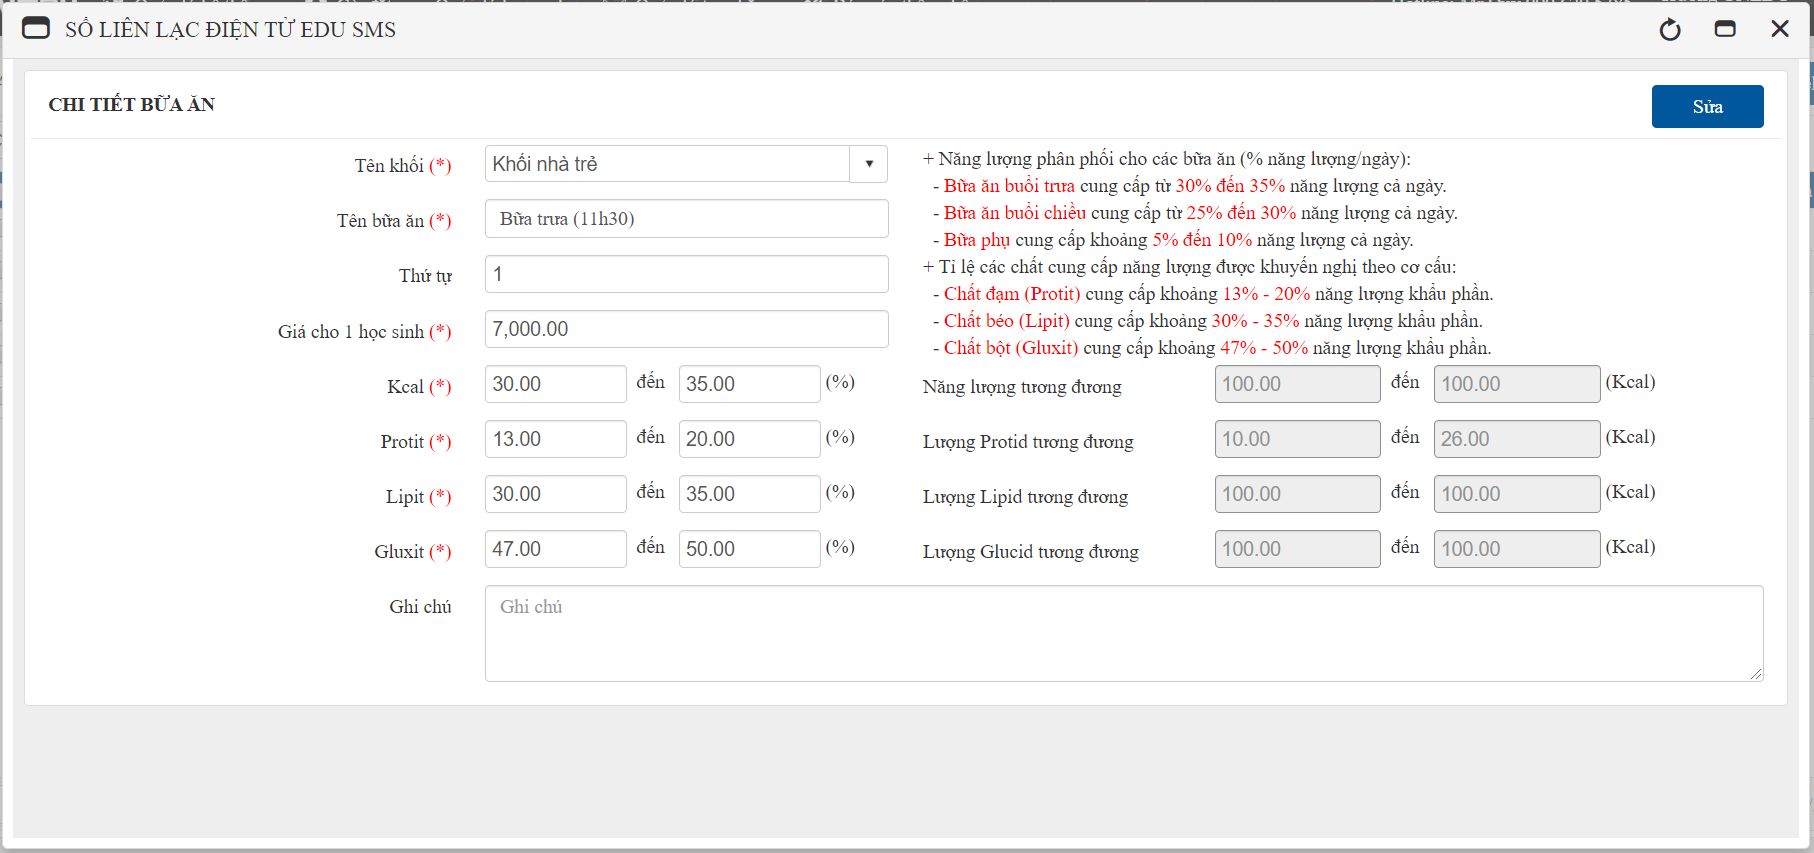 SỔ LIÊN LẠC ĐIỆN TỬ EDU SMS
CHI TIẾT BỮA ĂN
Sửa
Tên khối (*)
Khối nhà trẻ
Tên bữa ăn (*)
Bữa trưa (11h30)
Thứ tự
1
Giá cho 1 học sinh (*)
7,000.00
+ Năng lượng phân phối cho các bữa ăn (% năng lượng/ngày):
- Bữa ăn buổi trưa cung cấp từ 30% đến 35% năng lượng cả ngày.
- Bữa ăn buổi chiều cung cấp từ 25% đến 30% năng lượng cả ngày.
- Bữa phụ cung cấp khoảng 5% đến 10% năng lượng cả ngày.
+ Tỉ lệ các chất cung cấp năng lượng được khuyến nghị theo cơ cấu:
- Chất đạm (Protit) cung cấp khoảng 13% - 20% năng lượng khẩu phần.
- Chất béo (Lipit) cung cấp khoảng 30% - 35% năng lượng khẩu phần.
- Chất bột (Gluxit) cung cấp khoảng 47% - 50% năng lượng khẩu phần.
Kcal (*) 30.00 đến 35.00 (%) Năng lượng tương đương 100.00 đến 100.00 (Kcal)
Protit (*) 13.00 đến 20.00 (%) Lượng Protid tương đương 10.00 đến 26.00 (Kcal)
Lipit (*) 30.00 đến 35.00 (%) Lượng Lipid tương đương 100.00 đến 100.00 (Kcal)
Gluxit (*) 47.00 đến 50.00 (%) Lượng Glucid tương đương 100.00 đến 100.00 (Kcal)
Ghi chú
Ghi chú